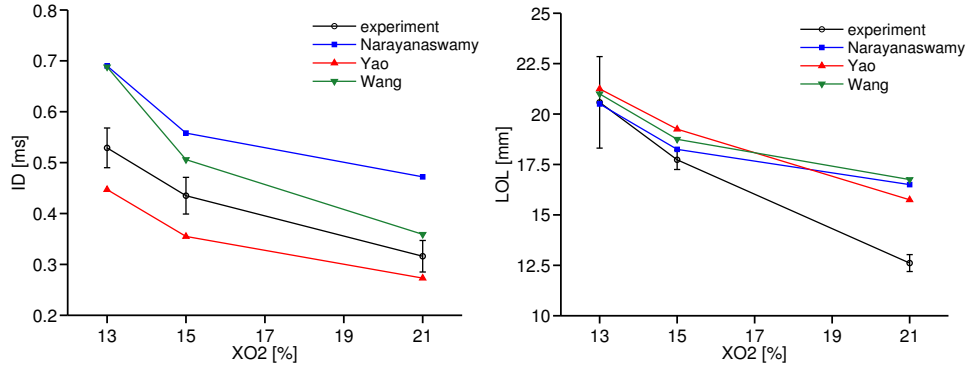 0.8
0.7
0.6
0.5
0.4
0.3
0.2
ID [ms]
experiment
Narayanaswamy
Yao
Wang
13 15 17 19 21
XO2 [%]
25
22.5
20
17.5
15
12.5
10
LOL [mm]
experiment
Narayanaswamy
Yao
Wang
13 15 17 19 21
XO2 [%]